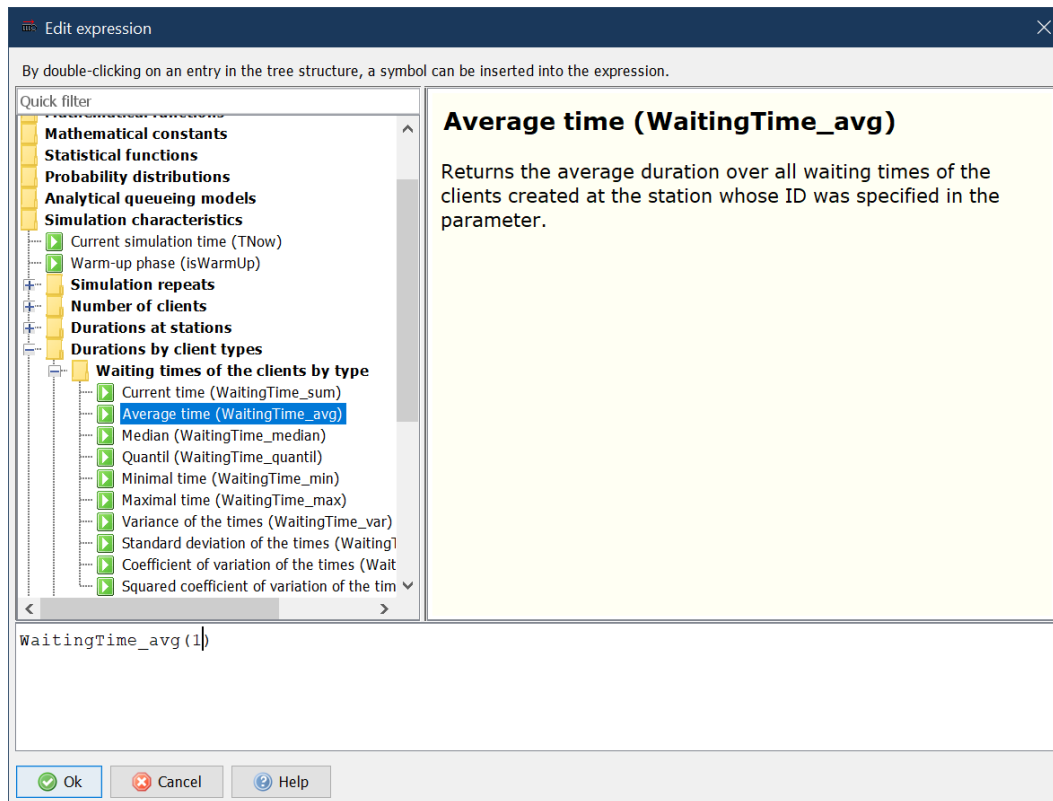 Edit expression
By double-clicking on an entry in the tree structure, a symbol can be inserted into the expression.
Quick filter
Mathematical functions
Mathematical constants
Statistical functions
Probability distributions
Analytical queueing models
Simulation characteristics
Current simulation time (TNow)
Warm-up phase (isWarmUp)
Simulation repeats
Number of clients
Durations at stations
Durations by client types
Waiting times of the clients by type
Current time (WaitingTime_sum)
Average time (WaitingTime_avg)
Median (WaitingTime_median)
Quantil (WaitingTime_quantil)
Minimal time (WaitingTime_min)
Maximal time (WaitingTime_max)
Variance of the times (WaitingTime_var)
Standard deviation of the times (WaitingT
Coefficient of variation of the times (Wait
Squared coefficient of variation of the tim
Average time (WaitingTime_avg)
Returns the average duration over all waiting times of the
clients created at the station whose ID was specified in the
parameter.
WaitingTime_avg(1)
Ok
Cancel
Help